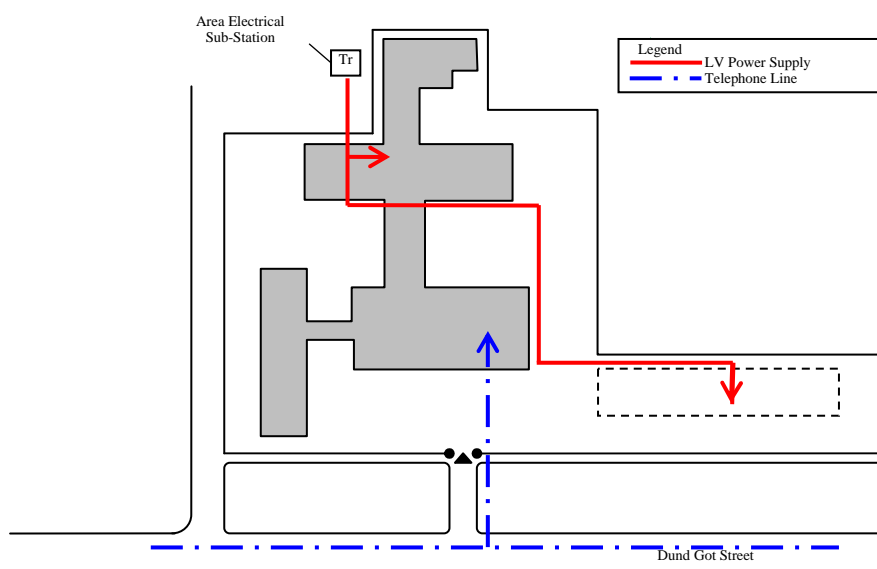 Area Electrical
Sub-Station
Tr
Legend
LV Power Supply
Telephone Line
Dund Got Street